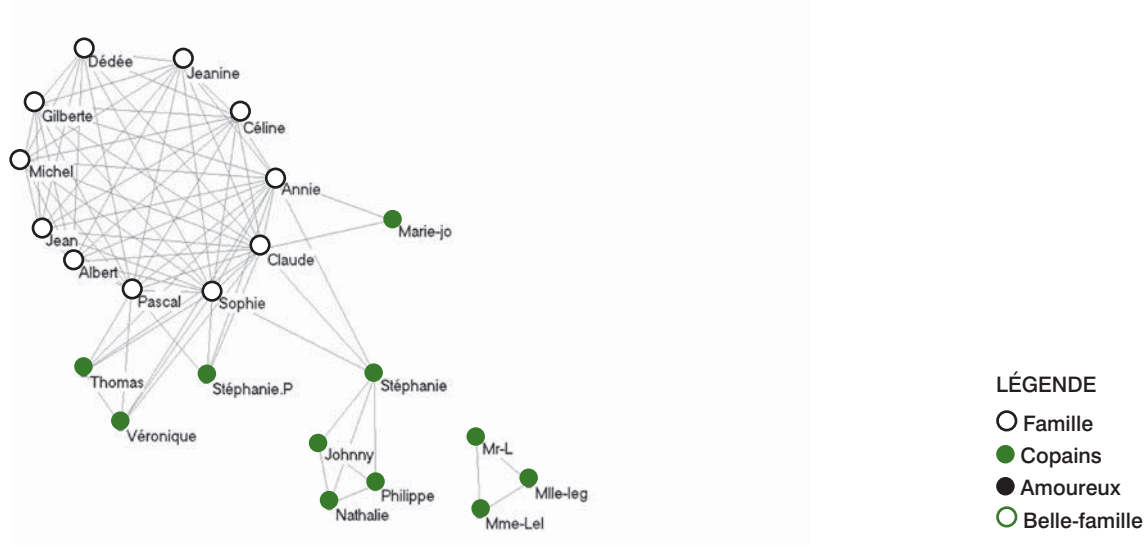 Dédée
Jeanine
Gilberte
Céline
Michel
Annie
Marie-jo
Jean
Claude
Albert
Pascal
Sophie
Thomas
Stéphanie.P
Stéphanie
Véronique
Johnny
Mr-L
Philippe
Mlle-leg
Nathalie
Mme-Lel
LÉGENDE
Famille
Copains
Amoureux
Belle-famille